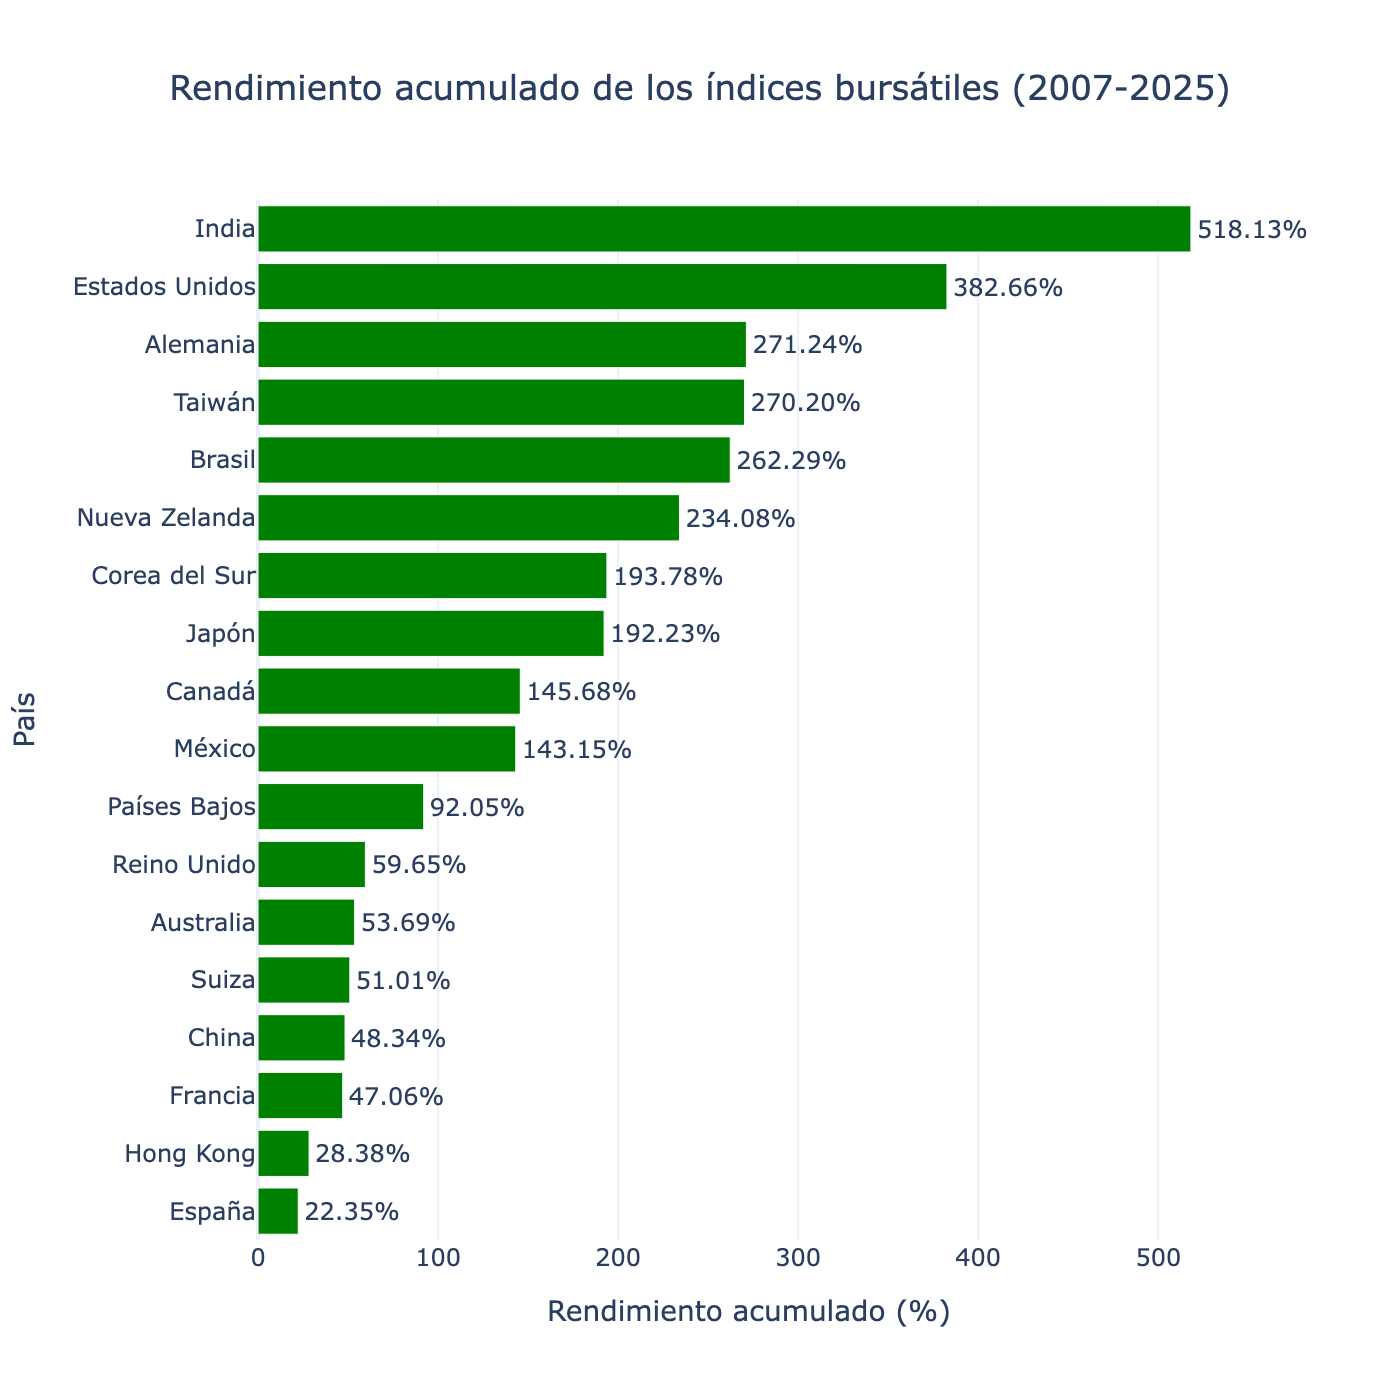 Rendimiento acumulado de los índices bursátiles (2007-2025)
India 518.13%
Estados Unidos 382.66%
Alemania 271.24%
Taiwán 270.20%
Brasil 262.29%
Nueva Zelanda 234.08%
Corea del Sur 193.78%
Japón 192.23%
Canadá 145.68%
México 143.15%
Países Bajos 92.05%
Reino Unido 59.65%
Australia 53.69%
Suiza 51.01%
China 48.34%
Francia 47.06%
Hong Kong 28.38%
España 22.35%
0 100 200 300 400 500
Rendimiento acumulado (%)
País